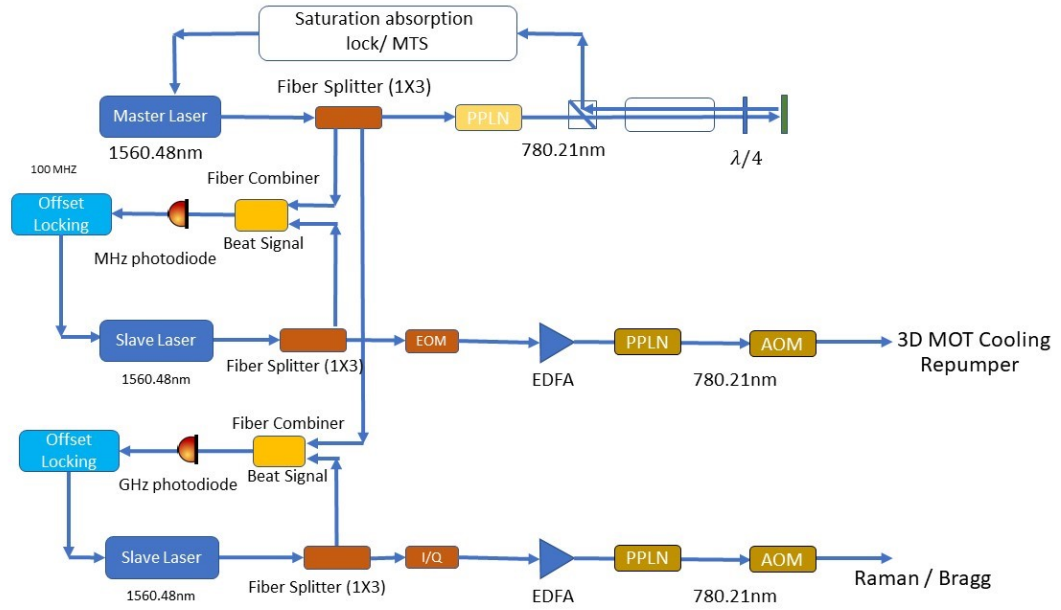 Saturation absorption
lock/ MTS
Fiber Splitter (1X3)
Master Laser
PPLN
1560.48nm
780.21nm
λ/4
100 MHZ
Fiber Combiner
Offset
Locking
Beat Signal
MHz photodiode
Slave Laser
EOM
PPLN
AOM
3D MOT Cooling
Repumper
Fiber Splitter (1X3)
1560.48nm
EDFA
780.21nm
Fiber Combiner
Offset
Locking
Beat Signal
GHz photodiode
Slave Laser
I/Q
PPLN
AOM
Raman / Bragg
Fiber Splitter (1X3)
1560.48nm
EDFA
780.21nm